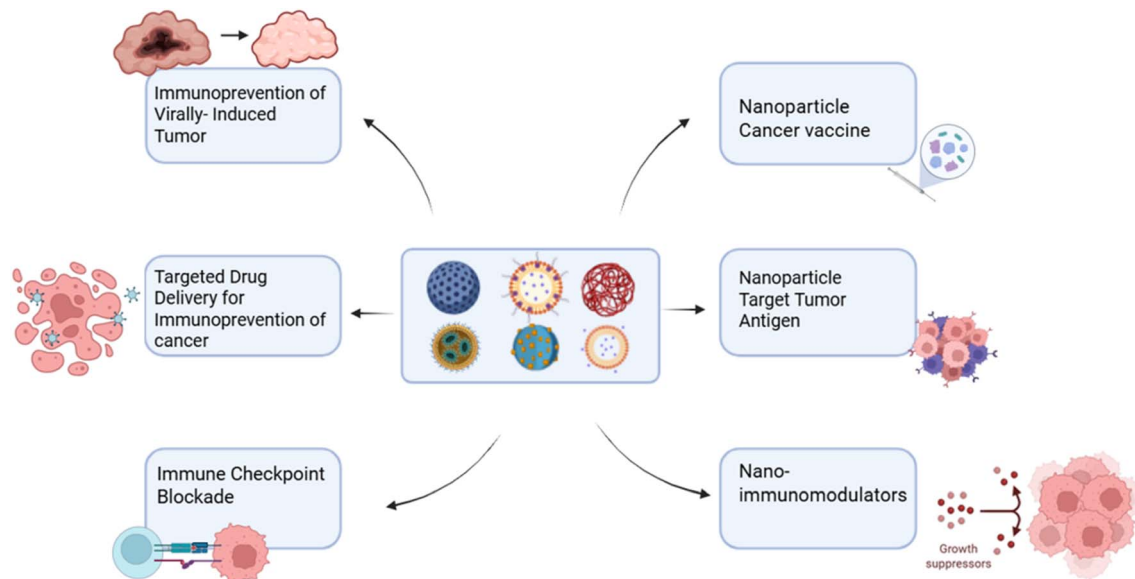 Immunoprevention of
Virally- Induced
Tumor
Nanoparticle
Cancer vaccine
Targeted Drug
Delivery for
Immunoprevention of
cancer
Nanoparticle
Target Tumor
Antigen
Immune Checkpoint
Blockade
Nano-
immunomodulators
Growth
suppressors